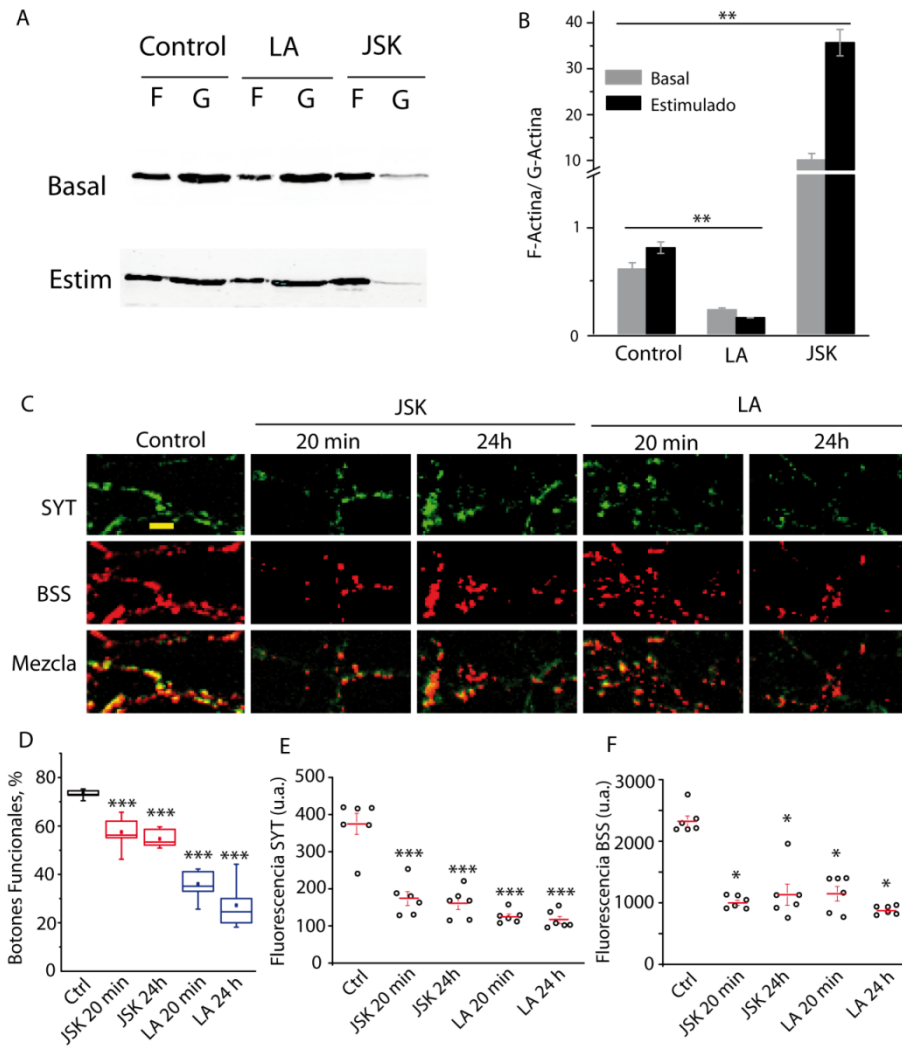 A
Control LA JSK
F G F G F G
Basal
Estim
B
**
40
30
20
10
1
0
F-Actina/ G-Actina
Basal
Estimulado
**
Control LA JSK
C
JSK LA
Control 20 min 24h 20 min 24h
SYT
BSS
Mezcla
D
Botones Funcionales, %
80
60
40
20
0
***
***
***
***
Ctrl
JSK 20 min
JSK 24h
LA 20 min
LA 24 h
E
Fluorescencia SYT (u.a.)
500
400
300
200
100
0
***
***
***
***
Ctrl
JSK 20 min
JSK 24h
LA 20 min
LA 24 h
F
Fluorescencia BSS (u.a.)
3000
2000
1000
0
*
*
*
*
Ctrl
JSK 20 min
JSK 24h
LA 20 min
LA 24 h